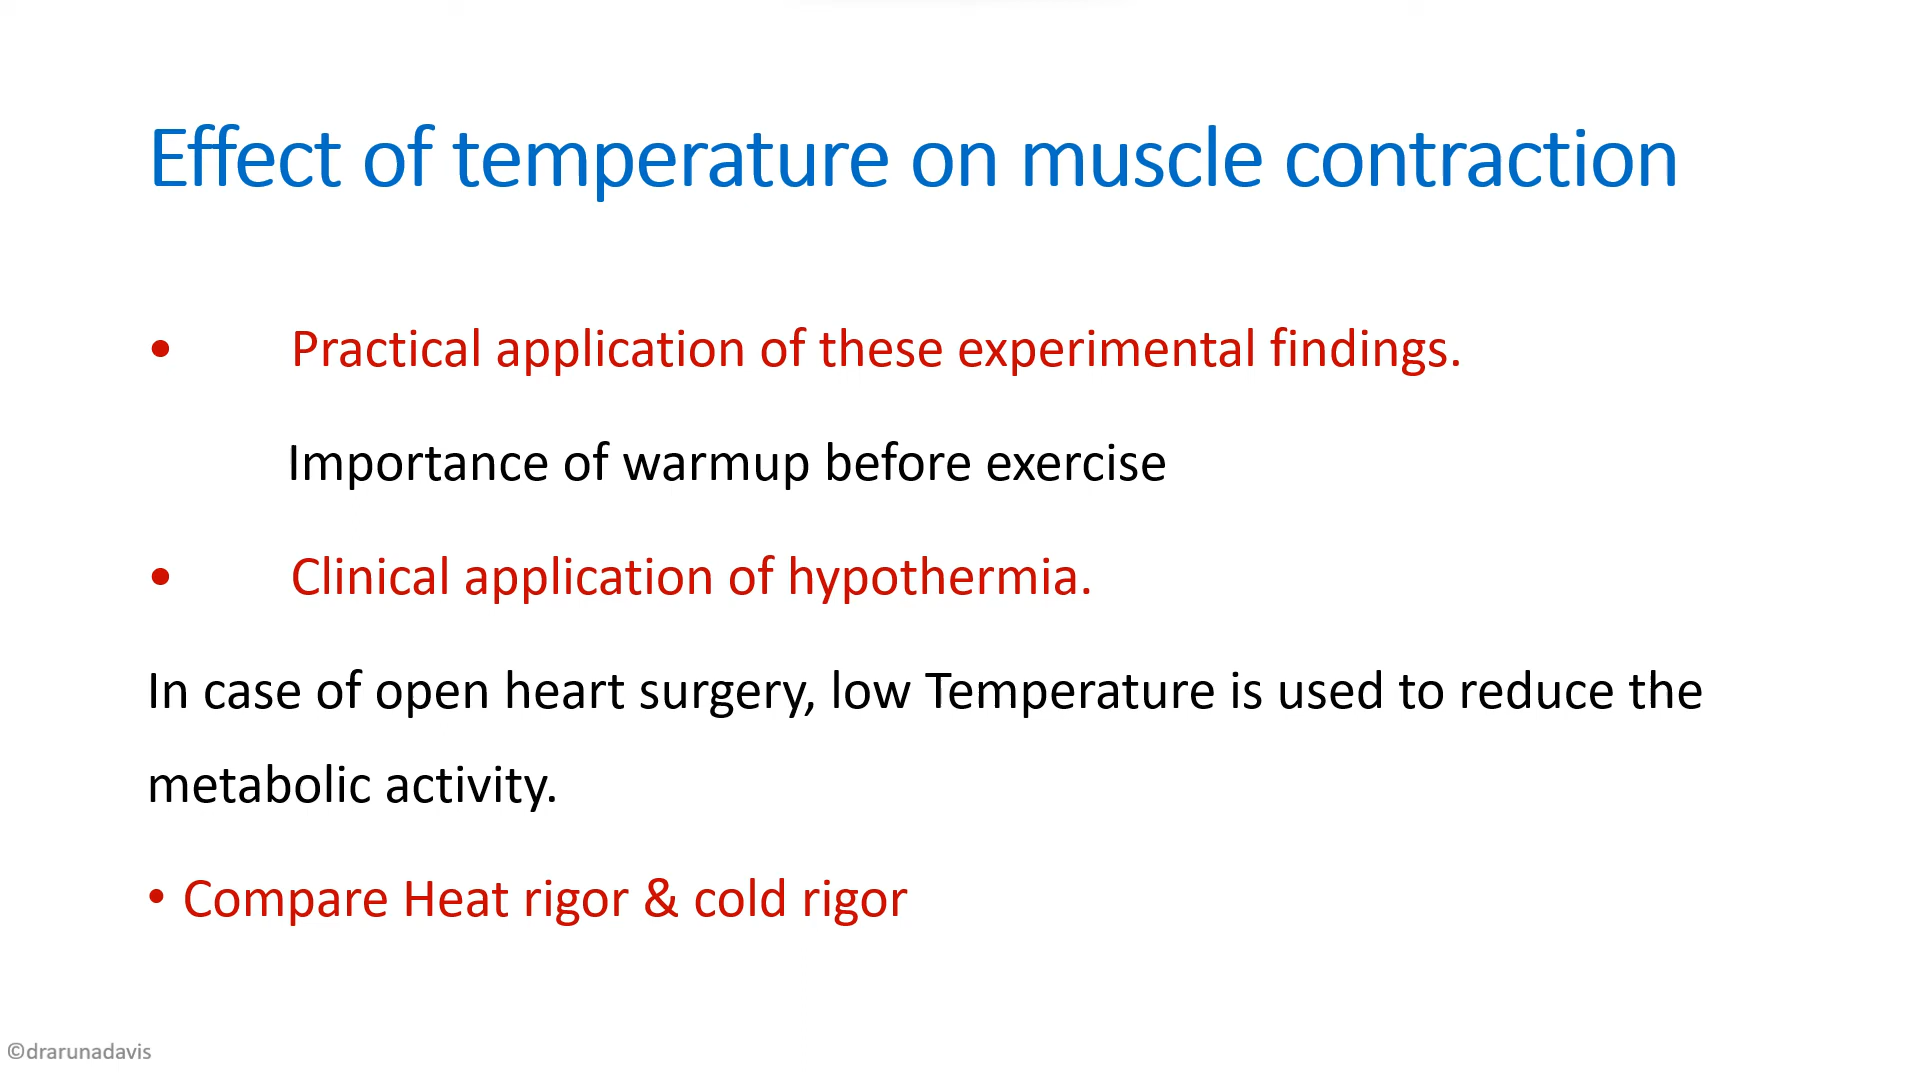 Effect of temperature on muscle contraction
• Practical application of these experimental findings.
Importance of warmup before exercise
• Clinical application of hypothermia.
In case of open heart surgery, low Temperature is used to reduce the
metabolic activity.
• Compare Heat rigor & cold rigor
©drarunadavis